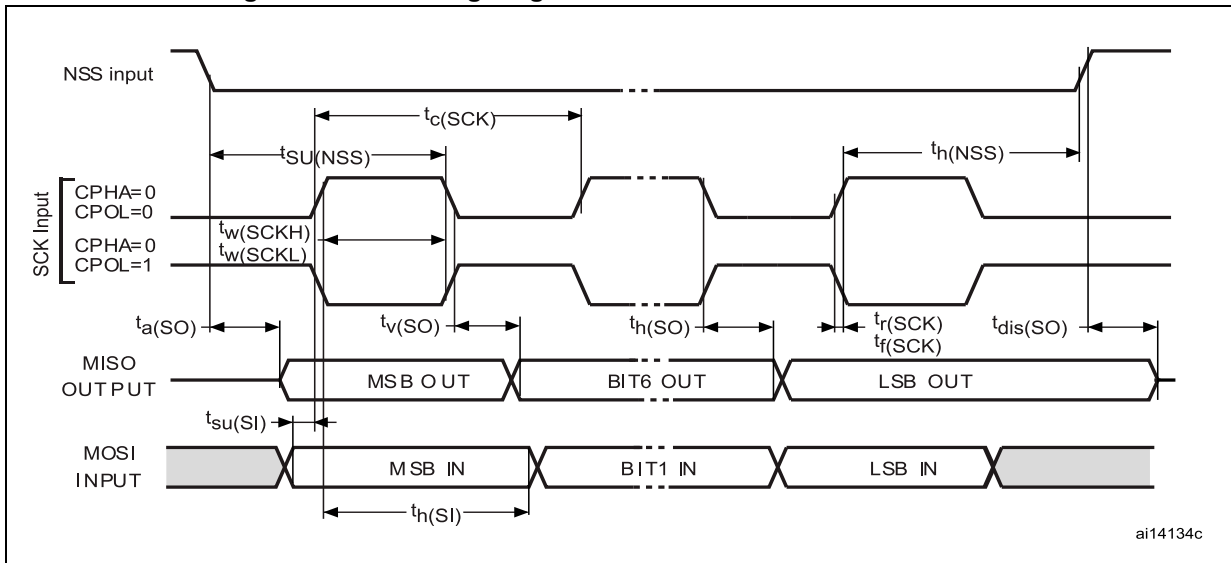 NSS input
tc(SCK)
tSU(NSS)
th(NSS)
SCK Input
CPHA=0
CPOL=0
tw(SCKH)
CPHA=0
tw(SCKL)
CPOL=1
ta(SO)
tv(SO)
th(SO)
tr(SCK)
tf(SCK)
tdis(SO)
MISO
OUTPUT
MSB OUT
BIT6 OUT
LSB OUT
tsu(SI)
MOSI
INPUT
MSB IN
BIT1 IN
LSB IN
th(SI)
ai14134c